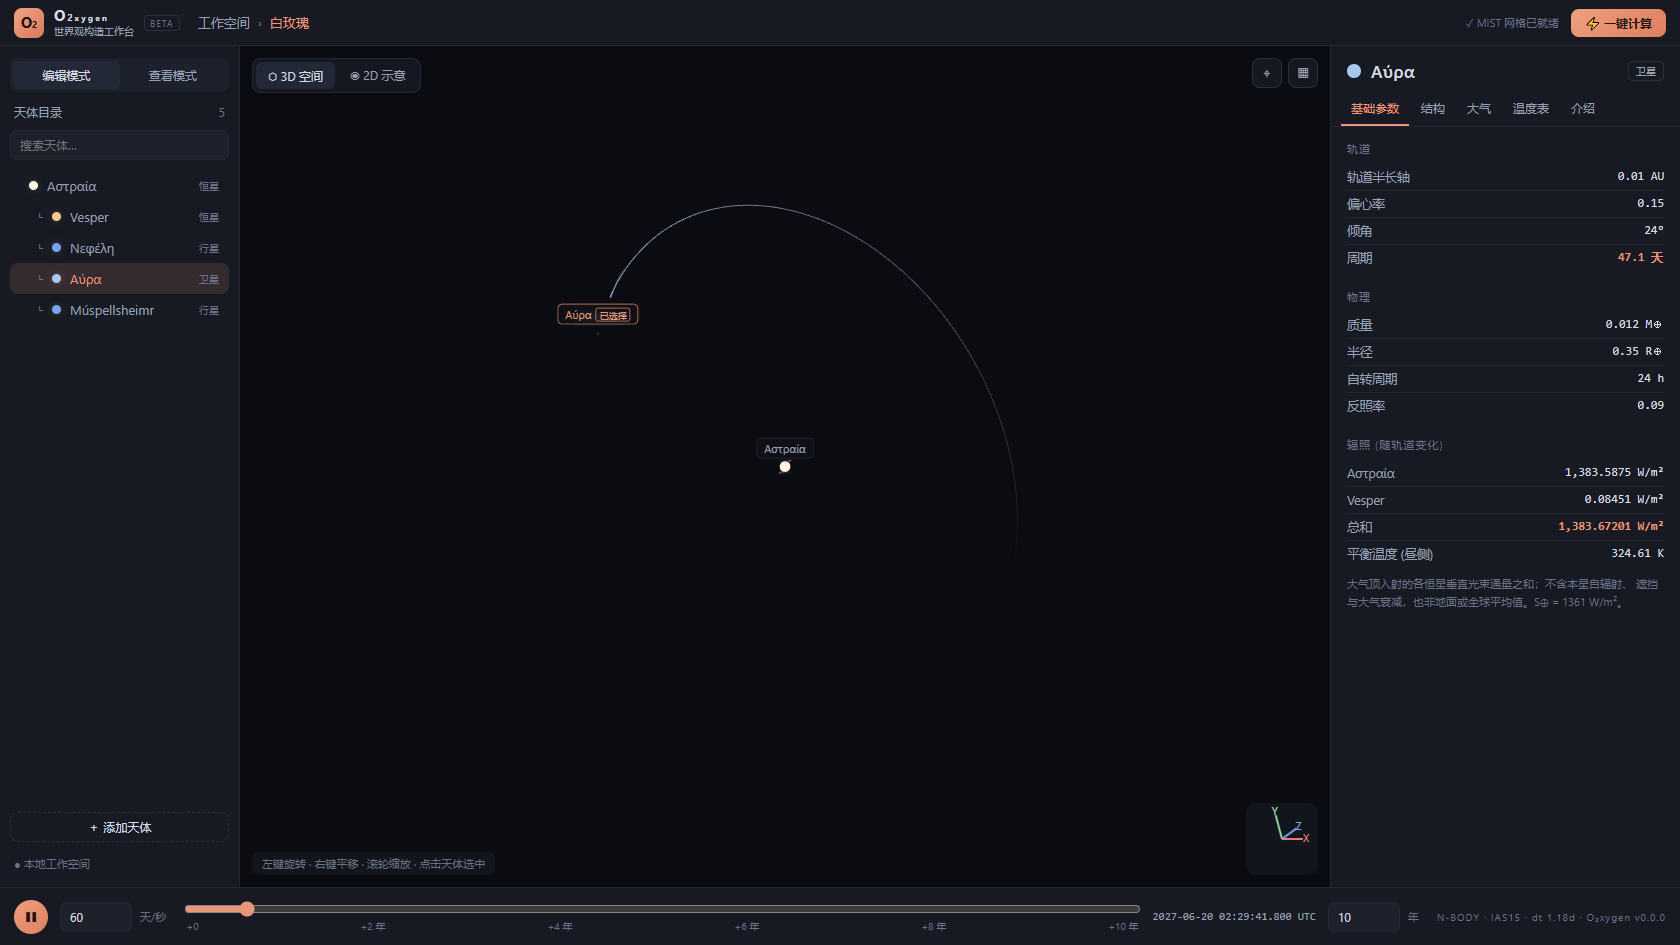 O₂ O₂xygen 世界观构造工作台 BETA 工作空间 › 白玫瑰 ✓ MIST 网格已就绪 ⚡ 一键计算
编辑模式 查看模式
天体目录 5
搜索天体...
Αστραία 恒星
└ Vesper 恒星
└ Νεφέλη 行星
└ Αύρα 卫星
└ Múspellsheimr 行星
+ 添加天体
● 本地工作空间
3D 空间 ◉ 2D 示意
Αύρα 已选择
Αστραία
左键旋转 · 右键平移 · 滚轮缩放 · 点击天体选中
Y
Z
X
Αύρα 卫星
基础参数 结构 大气 温度表 介绍
轨道
轨道半长轴 0.01 AU
偏心率 0.15
倾角 24°
周期 47.1 天
物理
质量 0.012 M⊕
半径 0.35 R⊕
自转周期 24 h
反照率 0.09
辐照 (随轨道变化)
Αστραία 1,383.5875 W/m²
Vesper 0.08451 W/m²
总和 1,383.67201 W/m²
平衡温度 (昼侧) 324.61 K
大气顶入射的各恒星垂直光束通量之和；不含本星自辐射、 遮挡
与大气衰减，也非地面或全球平均值。S⊕ = 1361 W/m²。
60 天/秒
+0 +2 年 +4 年 +6 年 +8 年 +10 年
2027-06-20 02:29:41.800 UTC 10 年 N-BODY · IAS15 · dt 1.18d · O₂xygen v0.0.0